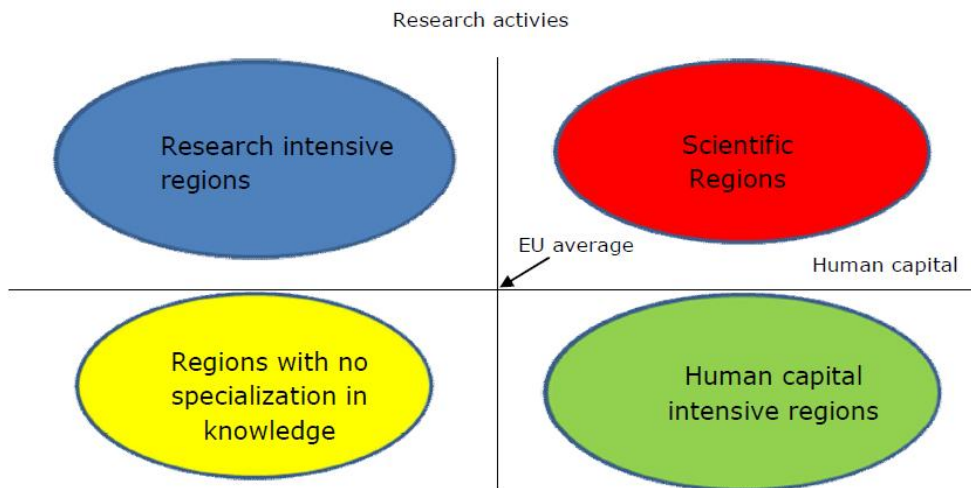 Research activies
Research intensive
regions
Scientific
Regions
EU average
Human capital
Regions with no
specialization in
knowledge
Human capital
intensive regions